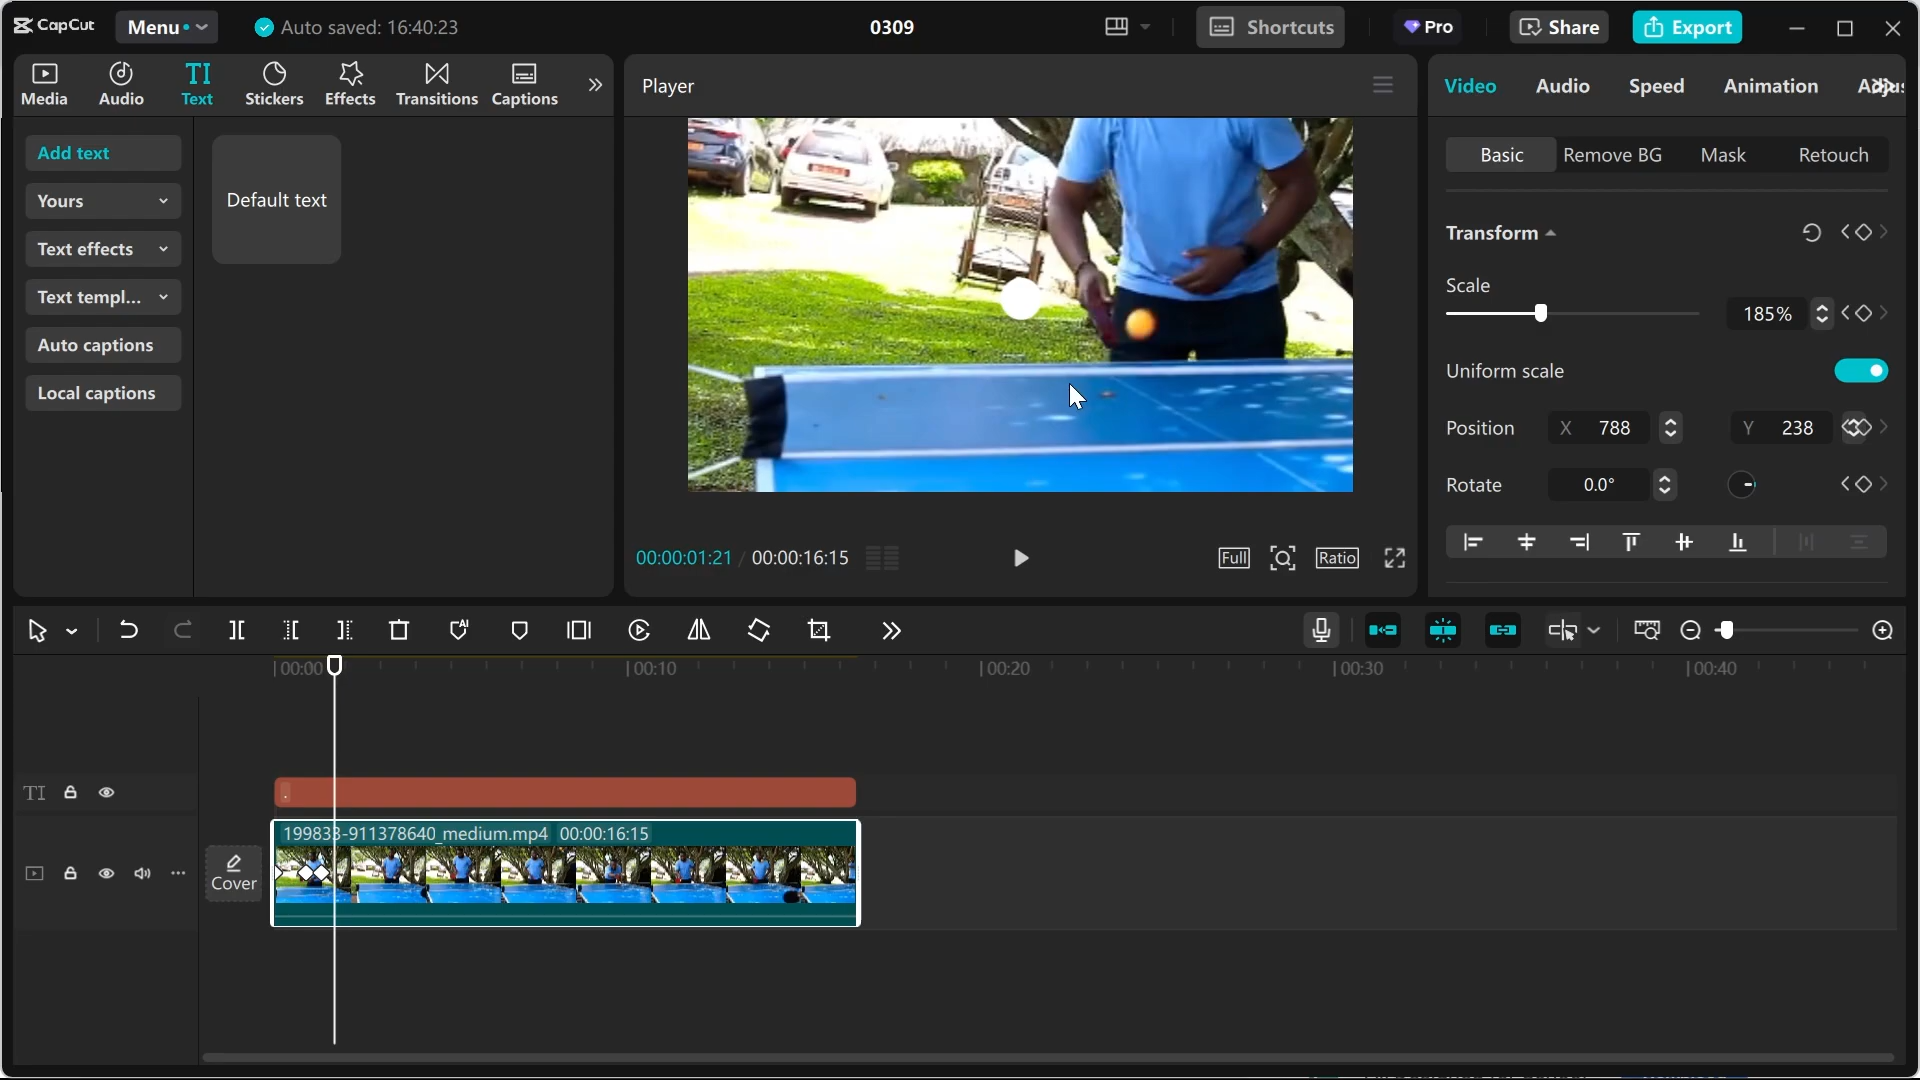 CapCut Menu Auto saved: 16:40:23 0309 Shortcuts Pro Share Export
Media Audio TI Text Stickers Effects Transitions Captions
Add text
Yours
Text effects
Text templ...
Auto captions
Local captions
Default text
Player
00:00:01:21 / 00:00:16:15 Full Ratio
Video Audio Speed Animation
Basic Remove BG Mask Retouch
Transform
Scale
185%
Uniform scale
Position X 788 Y 238
Rotate 0.0°
00:00 00:10 00:20 00:30 00:40
TI .
199833-911378640_medium.mp4 00:00:16:15
Cover